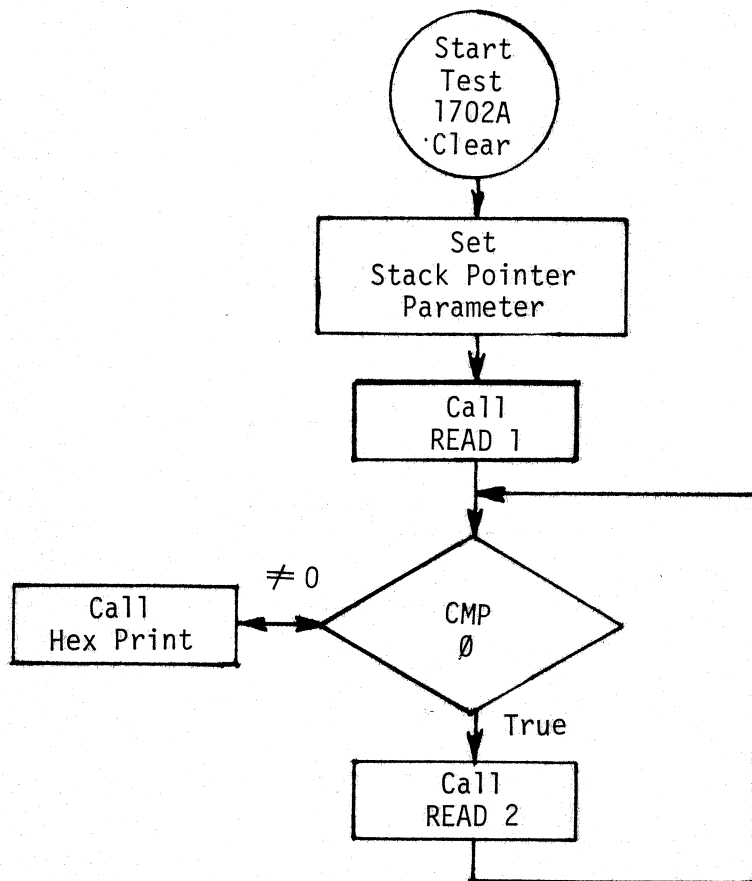 Start
Test
1702A
Clear
Set
Stack Pointer
Parameter
Call
READ 1
≠ 0
Call
Hex Print
CMP
Ø
True
Call
READ 2